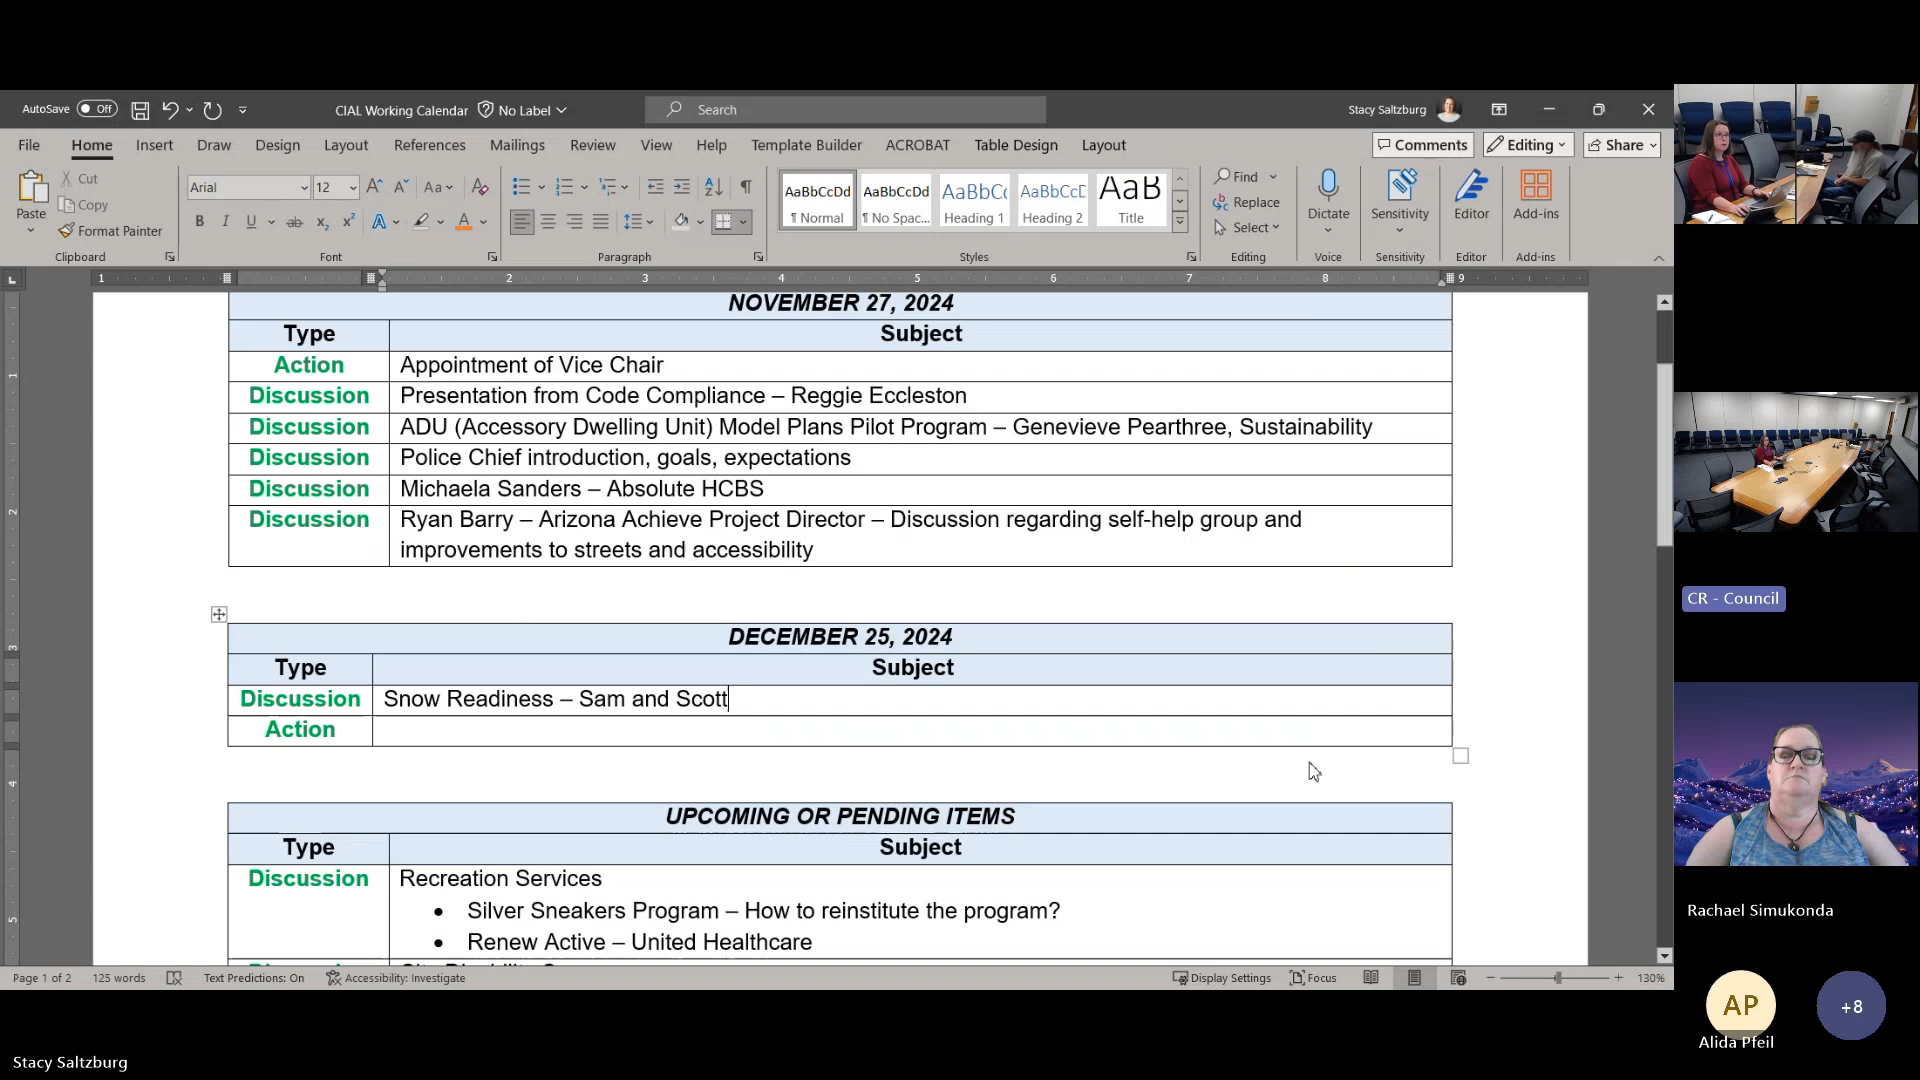 AutoSave Off
CIAL Working Calendar No Label
Search
Stacy Saltzburg
File Home Insert Draw Design Layout References Mailings Review View Help Template Builder ACROBAT Table Design Layout
Comments Editing Share
Paste
Cut
Copy
Format Painter
Clipboard
Arial 12
Font
Paragraph
AaBbCcDd AaBbCcDd AaBbC AaBbCcD AaB
¶ Normal ¶ No Spac... Heading 1 Heading 2 Title
Styles
Find
Replace
Select
Editing
Dictate
Voice
Sensitivity
Sensitivity
Editor
Editor
Add-ins
Add-ins
1 2 3 4 5 6 7 8 9
NOVEMBER 27, 2024
Type Subject
Action Appointment of Vice Chair
Discussion Presentation from Code Compliance – Reggie Eccleston
Discussion ADU (Accessory Dwelling Unit) Model Plans Pilot Program – Genevieve Pearthree, Sustainability
Discussion Police Chief introduction, goals, expectations
Discussion Michaela Sanders – Absolute HCBS
Discussion Ryan Barry – Arizona Achieve Project Director – Discussion regarding self-help group and
improvements to streets and accessibility
DECEMBER 25, 2024
Type Subject
Discussion Snow Readiness – Sam and Scott
Action
UPCOMING OR PENDING ITEMS
Type Subject
Discussion Recreation Services
• Silver Sneakers Program – How to reinstitute the program?
• Renew Active – United Healthcare
Page 1 of 2 125 words Text Predictions: On Accessibility: Investigate Display Settings Focus 130%
CR - Council
Rachael Simukonda
AP
+8
Alida Pfeil
Stacy Saltzburg